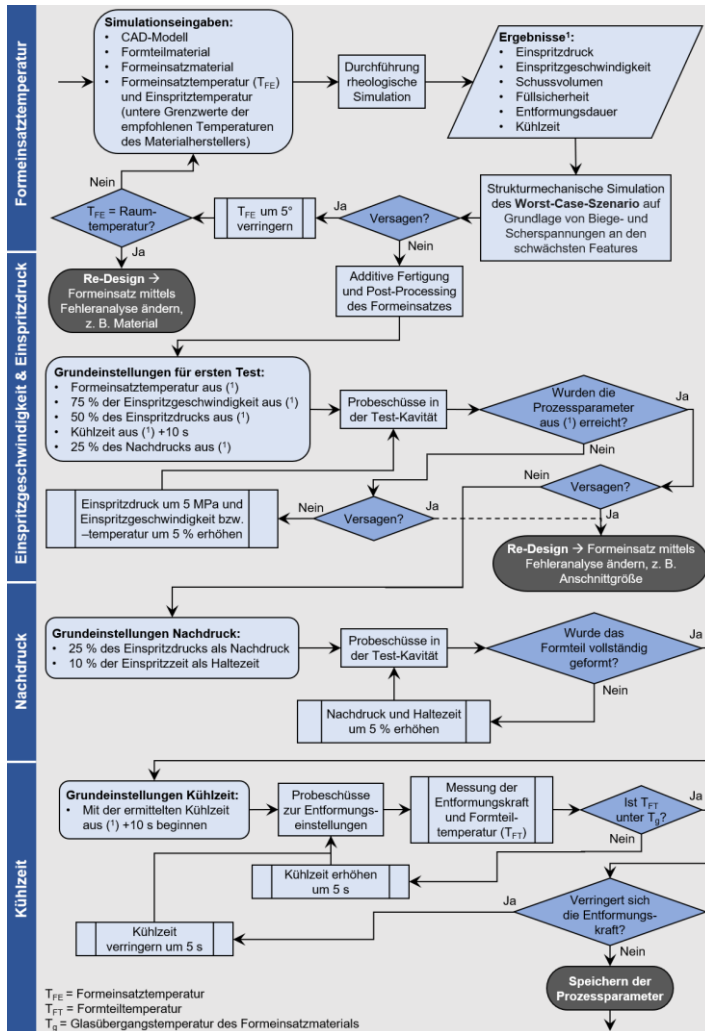 Formeinsatztemperatur
Simulationseingaben:
• CAD-Modell
• Formteilmaterial
• Formeinsatzmaterial
• Formeinsatztemperatur (TFE)
und Einspritztemperatur
(untere Grenzwerte der
empfohlenen Temperaturen
des Materialherstellers)
Durchführung
rheologische
Simulation
Ergebnisse¹:
• Einspritzdruck
• Einspritzgeschwindigkeit
• Schussvolumen
• Füllsicherheit
• Entformungsdauer
• Kühlzeit
Strukturmechanische Simulation
des Worst-Case-Szenario auf
Grundlage von Biege- und
Scherspannungen an den
schwächsten Features
Versagen?
Ja
Nein
TFE um 5°
verringern
TFE = Raum-
temperatur?
Nein
Ja
Re-Design →
Formeinsatz mittels
Fehleranalyse ändern,
z. B. Material
Additive Fertigung
und Post-Processing
des Formeinsatzes
Einspritzgeschwindigkeit & Einspritzdruck
Grundeinstellungen für ersten Test:
• Formeinsatztemperatur aus (¹)
• 75 % der Einspritzgeschwindigkeit aus (¹)
• 50 % des Einspritzdrucks aus (¹)
• Kühlzeit aus (¹) +10 s
• 25 % des Nachdrucks aus (¹)
Probeschüsse in
der Test-Kavität
Wurden die
Prozessparameter
aus (¹) erreicht?
Ja
Nein
Einspritzdruck um 5 MPa und
Einspritzgeschwindigkeit bzw.
–temperatur um 5 % erhöhen
Nein
Versagen?
Ja
Nein
Versagen?
Ja
Re-Design → Formeinsatz mittels
Fehleranalyse ändern, z. B.
Anschnittgröße
Nachdruck
Grundeinstellungen Nachdruck:
• 25 % des Einspritzdrucks als Nachdruck
• 10 % der Einspritzzeit als Haltezeit
Probeschüsse in
der Test-Kavität
Wurde das
Formteil vollständig
geformt?
Ja
Nein
Nachdruck und Haltezeit
um 5 % erhöhen
Kühlzeit
Grundeinstellungen Kühlzeit:
• Mit der ermittelten Kühlzeit
aus (¹) +10 s beginnen
Probeschüsse
zur Entformungs-
einstellungen
Messung der
Entformungskraft
und Formteil-
temperatur (TFT)
Ist TFT
unter Tg?
Ja
Nein
Kühlzeit erhöhen
um 5 s
Kühlzeit
verringern um 5 s
Ja
Verringert sich
die Entformungs-
kraft?
Nein
Speichern der
Prozessparameter
TFE = Formeinsatztemperatur
TFT = Formteiltemperatur
Tg = Glasübergangstemperatur des Formeinsatzmaterials